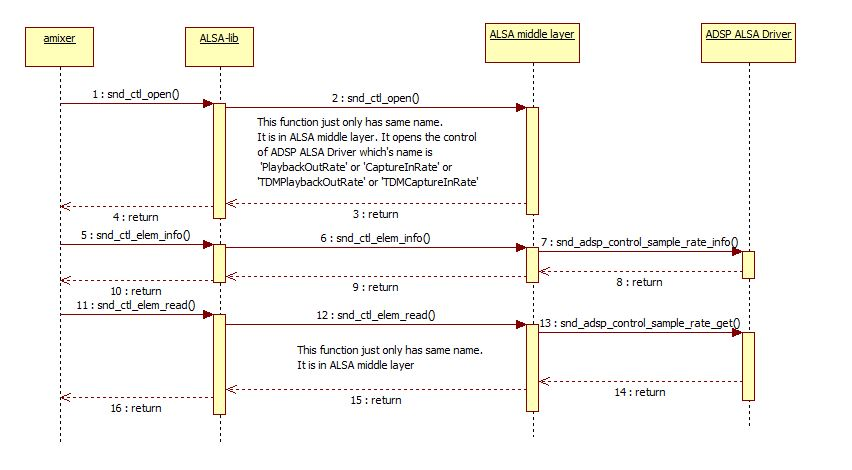 amixer
ALSA-lib
ALSA middle layer
ADSP ALSA Driver
1 : snd_ctl_open()
2 : snd_ctl_open()
This function just only has same name.
It is in ALSA middle layer. It opens the control
of ADSP ALSA Driver which's name is
'PlaybackOutRate' or 'CaptureInRate' or
'TDMPlaybackOutRate' or 'TDMCaptureInRate'
3 : return
4 : return
5 : snd_ctl_elem_info()
6 : snd_ctl_elem_info()
7 : snd_adsp_control_sample_rate_info()
8 : return
9 : return
10 : return
11 : snd_ctl_elem_read()
12 : snd_ctl_elem_read()
13 : snd_adsp_control_sample_rate_get()
This function just only has same name.
It is in ALSA middle layer
14 : return
15 : return
16 : return